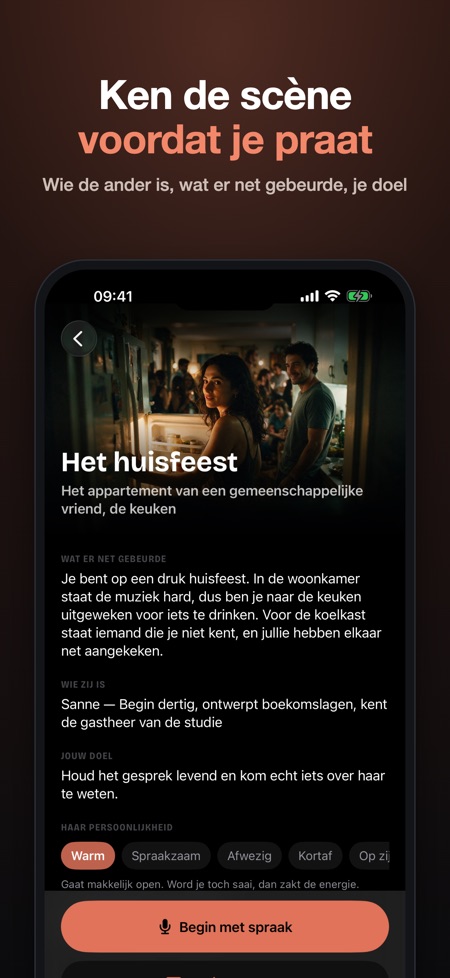 Ken de scène
voordat je praat
Wie de ander is, wat er net gebeurde, je doel
09:41
Het huisfeest
Het appartement van een gemeenschappelijke
vriend, de keuken
WAT ER NET GEBEURDE
Je bent op een druk huisfeest. In de woonkamer
staat de muziek hard, dus ben je naar de keuken
uitgeweken voor iets te drinken. Voor de koelkast
staat iemand die je niet kent, en jullie hebben elkaar
net aangekeken.
WIE ZIJ IS
Sanne — Begin dertig, ontwerpt boekomslagen, kent
de gastheer van de studie
JOUW DOEL
Houd het gesprek levend en kom echt iets over haar
te weten.
HAAR PERSOONLIJKHEID
Warm Spraakzaam Afwezig Kortaf Op zij
Gaat makkelijk open. Word je toch saai, dan zakt de energie.
Begin met spraak